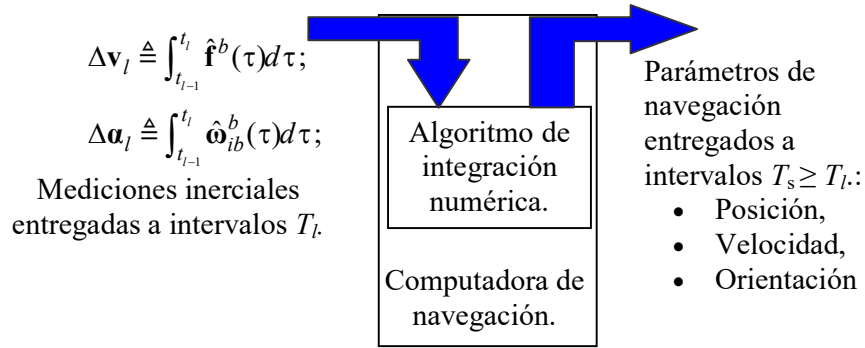 Δv_l ≜ ∫_{t_{l−1}}^{t_l} f̂^b(τ)dτ;
Δα_l ≜ ∫_{t_{l−1}}^{t_l} ω̂_{ib}^b(τ)dτ;
Mediciones inerciales
entregadas a intervalos T_l.
Algoritmo de
integración
numérica.
Computadora de
navegación.
Parámetros de
navegación
entregados a
intervalos T_s ≥ T_l.:
• Posición,
• Velocidad,
• Orientación